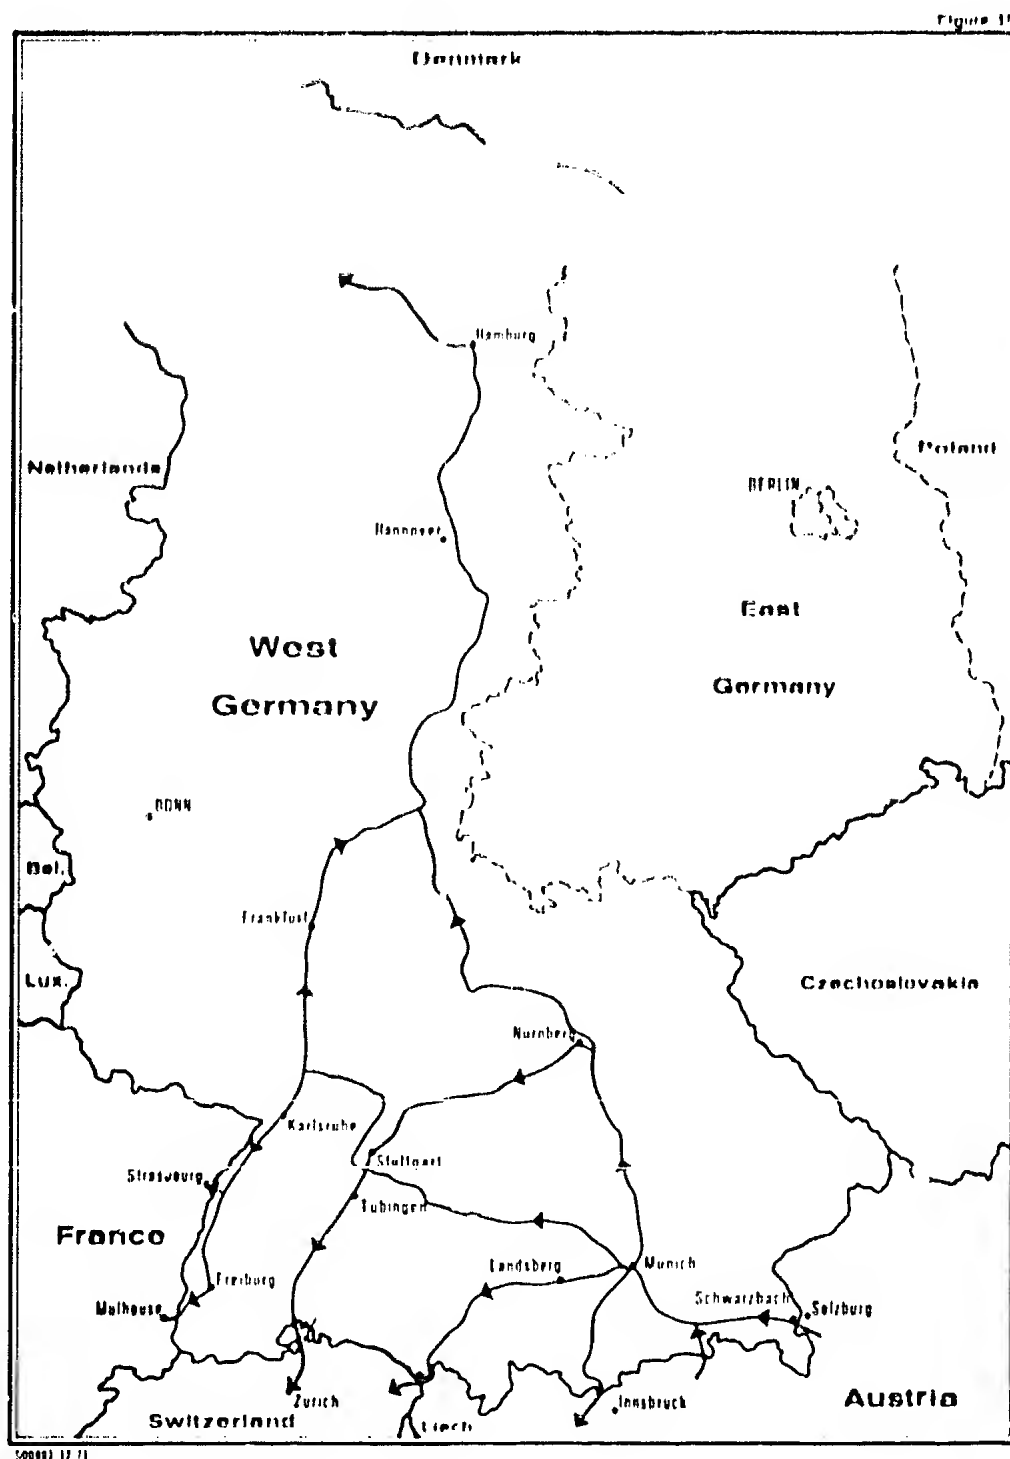 Figure
Denmark
Hamburg
Netherlands
Poland
BERLIN
Hannover
East
Germany
West
Germany
BONN
Bel.
Frankfurt
Lux.
Czechoslovakia
Nurnberg
Karlsruhe
Stuttgart
Strasbourg
Tubingen
France
Landsberg
Munich
Freiburg
Schwarzbach
Salzburg
Mulhouse
Zurich
Innsbruck
Austria
Switzerland
Liech